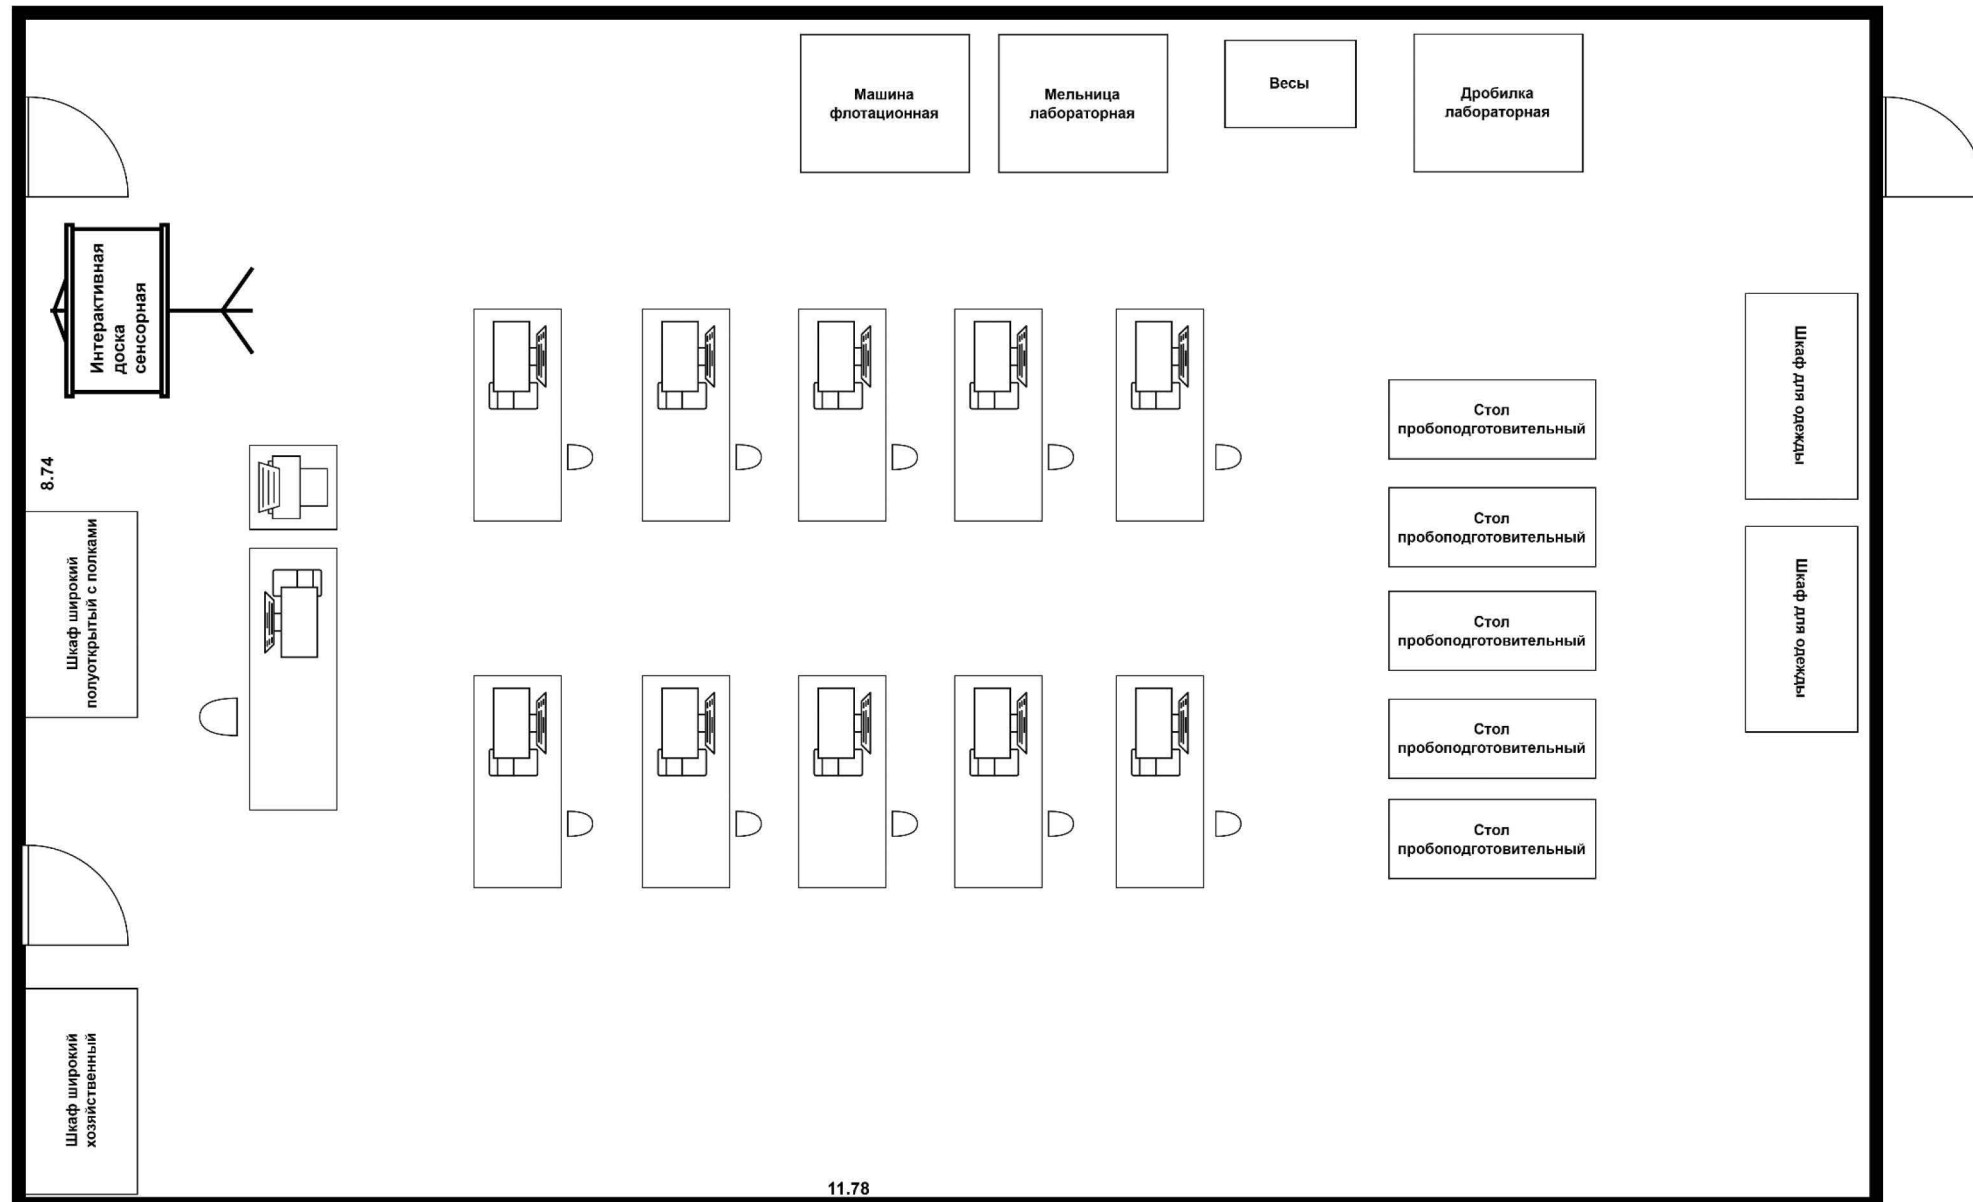 Машина
флотационная
Мельница
лабораторная
Весы
Дробилка
лабораторная
Интерактивная
доска
сенсорная
8.74
Шкаф широкий
полуоткрытый с полками
Шкаф широкий
хозяйственный
Стол
пробоподготовительный
Стол
пробоподготовительный
Стол
пробоподготовительный
Стол
пробоподготовительный
Стол
пробоподготовительный
Шкаф для одежды
Шкаф для одежды
11.78